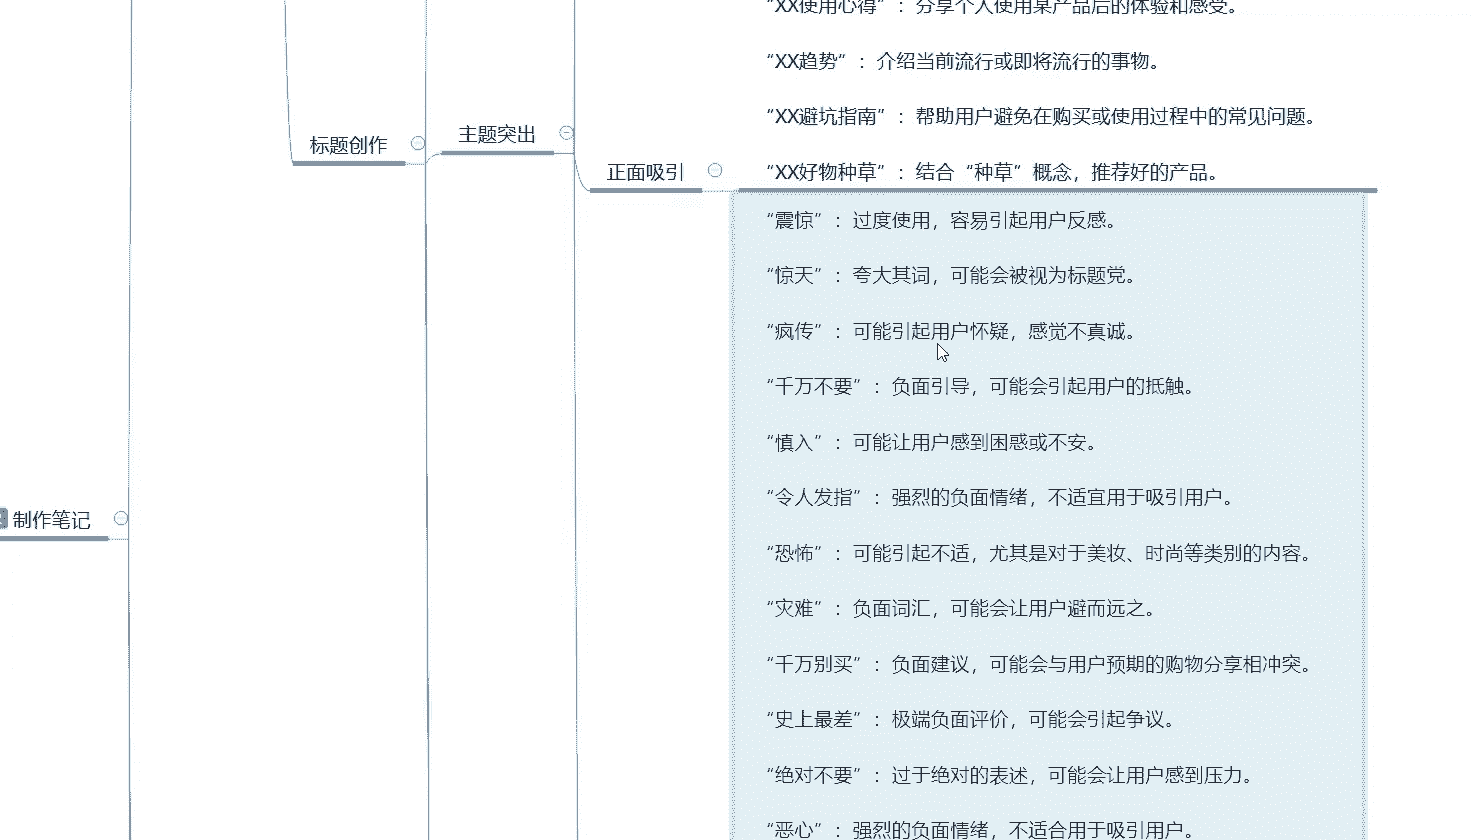 “XX使用心得”：分享个人使用某产品后的体验和感受。
“XX趋势”：介绍当前流行或即将流行的事物。
“XX避坑指南”：帮助用户避免在购买或使用过程中的常见问题。
标题创作
主题突出
正面吸引
“XX好物种草”：结合“种草”概念，推荐好的产品。
“震惊”：过度使用，容易引起用户反感。
“惊天”：夸大其词，可能会被视为标题党。
“疯传”：可能引起用户怀疑，感觉不真诚。
“千万不要”：负面引导，可能会引起用户的抵触。
“慎入”：可能让用户感到困惑或不安。
“令人发指”：强烈的负面情绪，不适宜用于吸引用户。
制作笔记
“恐怖”：可能引起不适，尤其是对于美妆、时尚等类别的内容。
“灾难”：负面词汇，可能会让用户避而远之。
“千万别买”：负面建议，可能会与用户预期的购物分享相冲突。
“史上最差”：极端负面评价，可能会引起争议。
“绝对不要”：过于绝对的表述，可能会让用户感到压力。
“恶心”：强烈的负面情绪，不适合用于吸引用户。